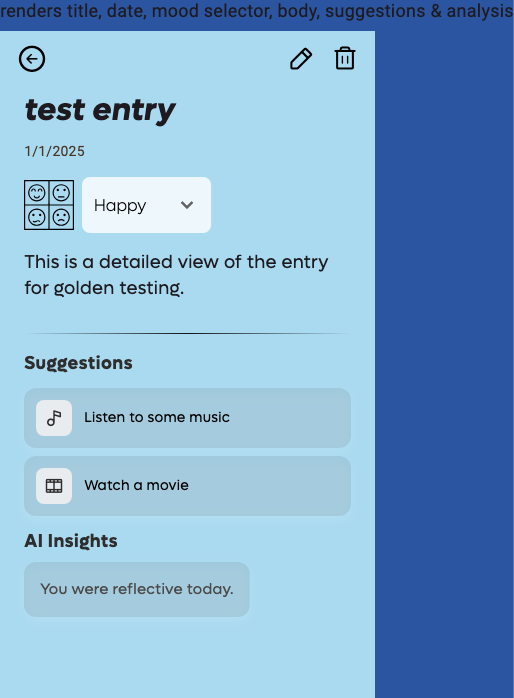 renders title, date, mood selector, body, suggestions & analysis
test entry
1/1/2025
Happy
This is a detailed view of the entry
for golden testing.
Suggestions
Listen to some music
Watch a movie
AI Insights
You were reflective today.